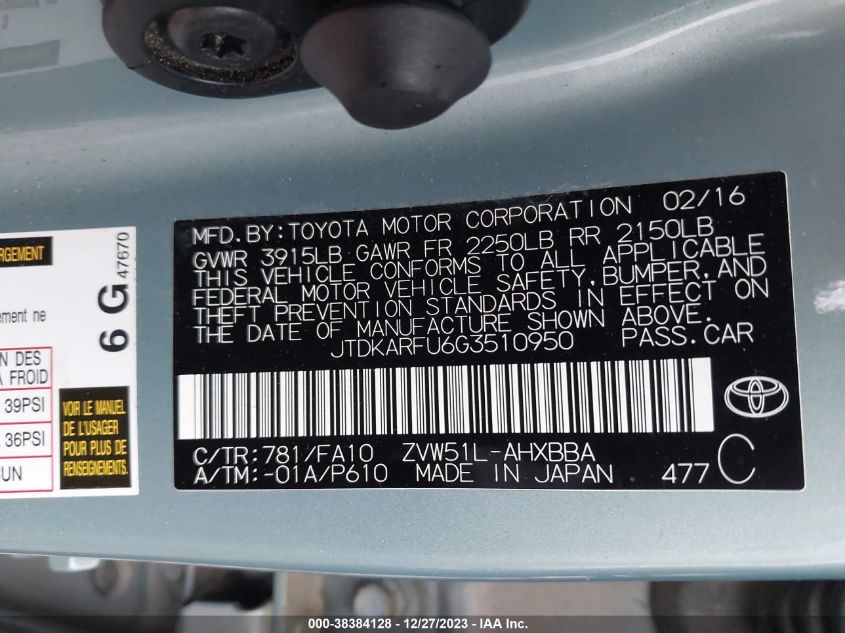 MFD.BY:TOYOTA MOTOR CORPORATION 02/16
GVWR 3915LB GAWR FR 2250LB RR 2150LB
THIS VEHICLE CONFORMS TO ALL APPLICABLE
FEDERAL MOTOR VEHICLE SAFETY,BUMPER,AND
THEFT PREVENTION STANDARDS IN EFFECT ON
THE DATE OF MANUFACTURE SHOWN ABOVE.
JTDKARFU6G3510950 PASS.CAR
C/TR:781/FA10 ZVW51L-AHXBBA
A/TM:-01A/P610 MADE IN JAPAN 477 C
RGEMENT
ement ne
ON DES
A FROID
39PSI
36PSI
UN
6 G 47670
VOIR LE MANUEL
DE L'USAGER
POUR PLUS DE
RENSEIGNEMENTS
000-38384128 - 12/27/2023 - © IAA, Inc.